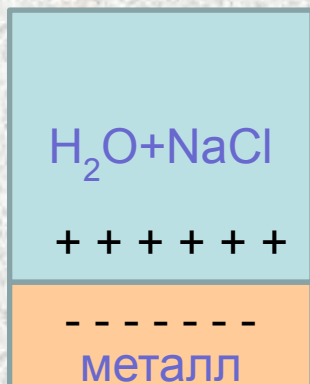 H₂O+NaCl
+ + + + + +
- - - - - - -
металл